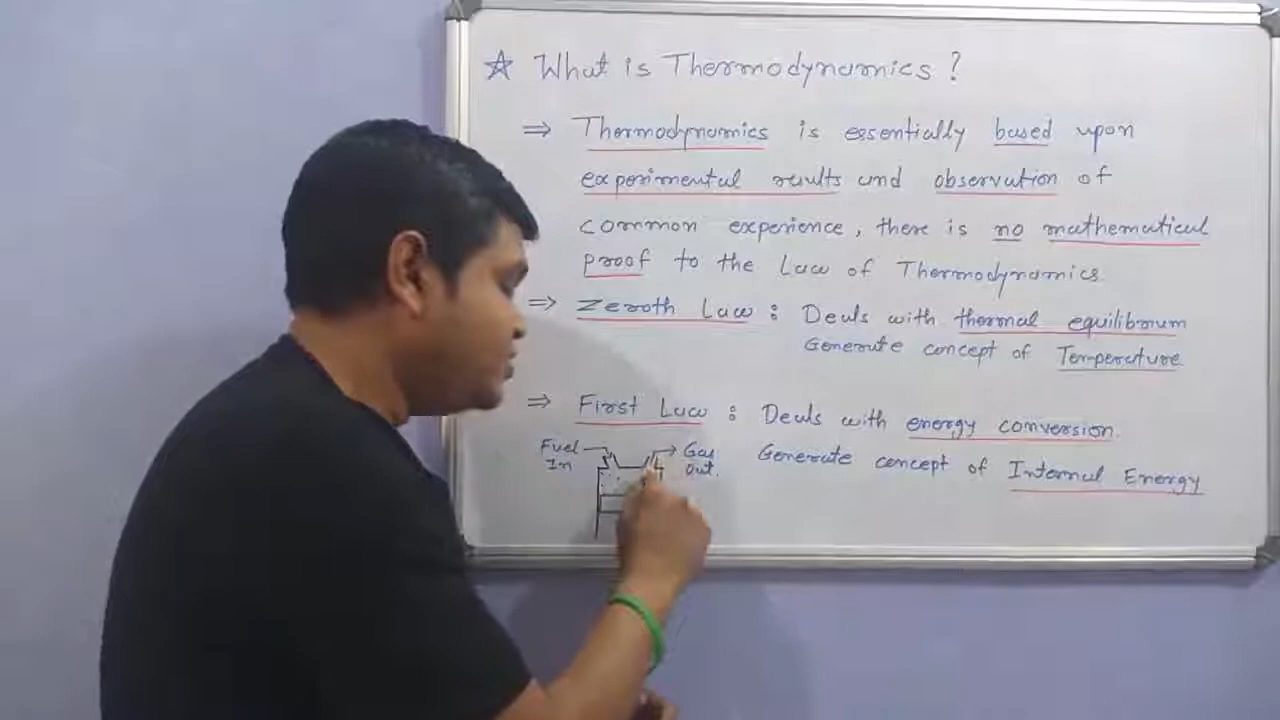 ☆ What is Thermodynamics ?
⇒ Thermodynamics is essentially based upon
experimental results and observation of
common experience, there is no mathematical
proof to the Law of Thermodynamics
⇒ Zeroth Law : Deals with thermal equilibrium
Generate concept of Temperature
⇒ First Law : Deals with energy conversion.
Generate concept of Internal Energy
Fuel
In
Gas
Out.